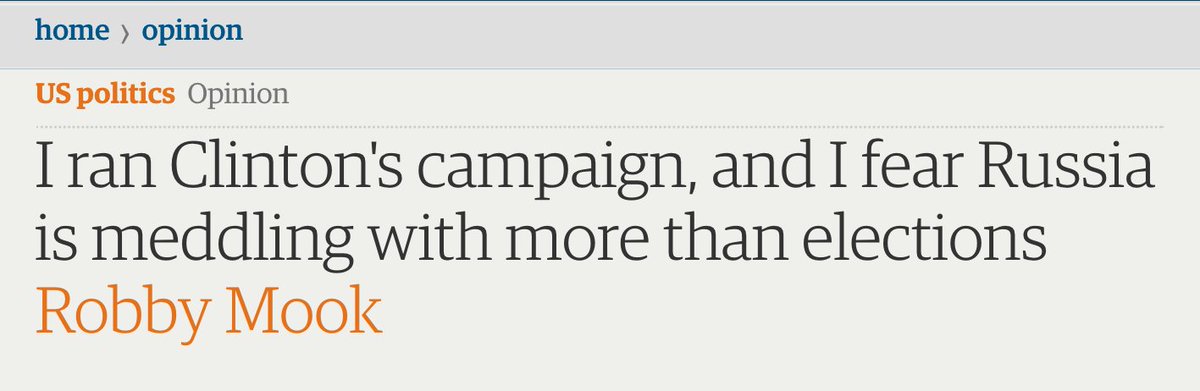 home › opinion
US politics Opinion
I ran Clinton's campaign, and I fear Russia
is meddling with more than elections
Robby Mook